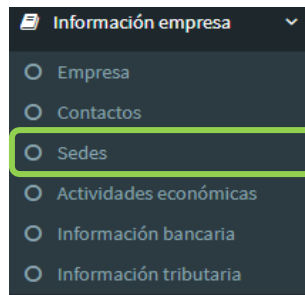 Información empresa
Empresa
Contactos
Sedes
Actividades económicas
Información bancaria
Información tributaria